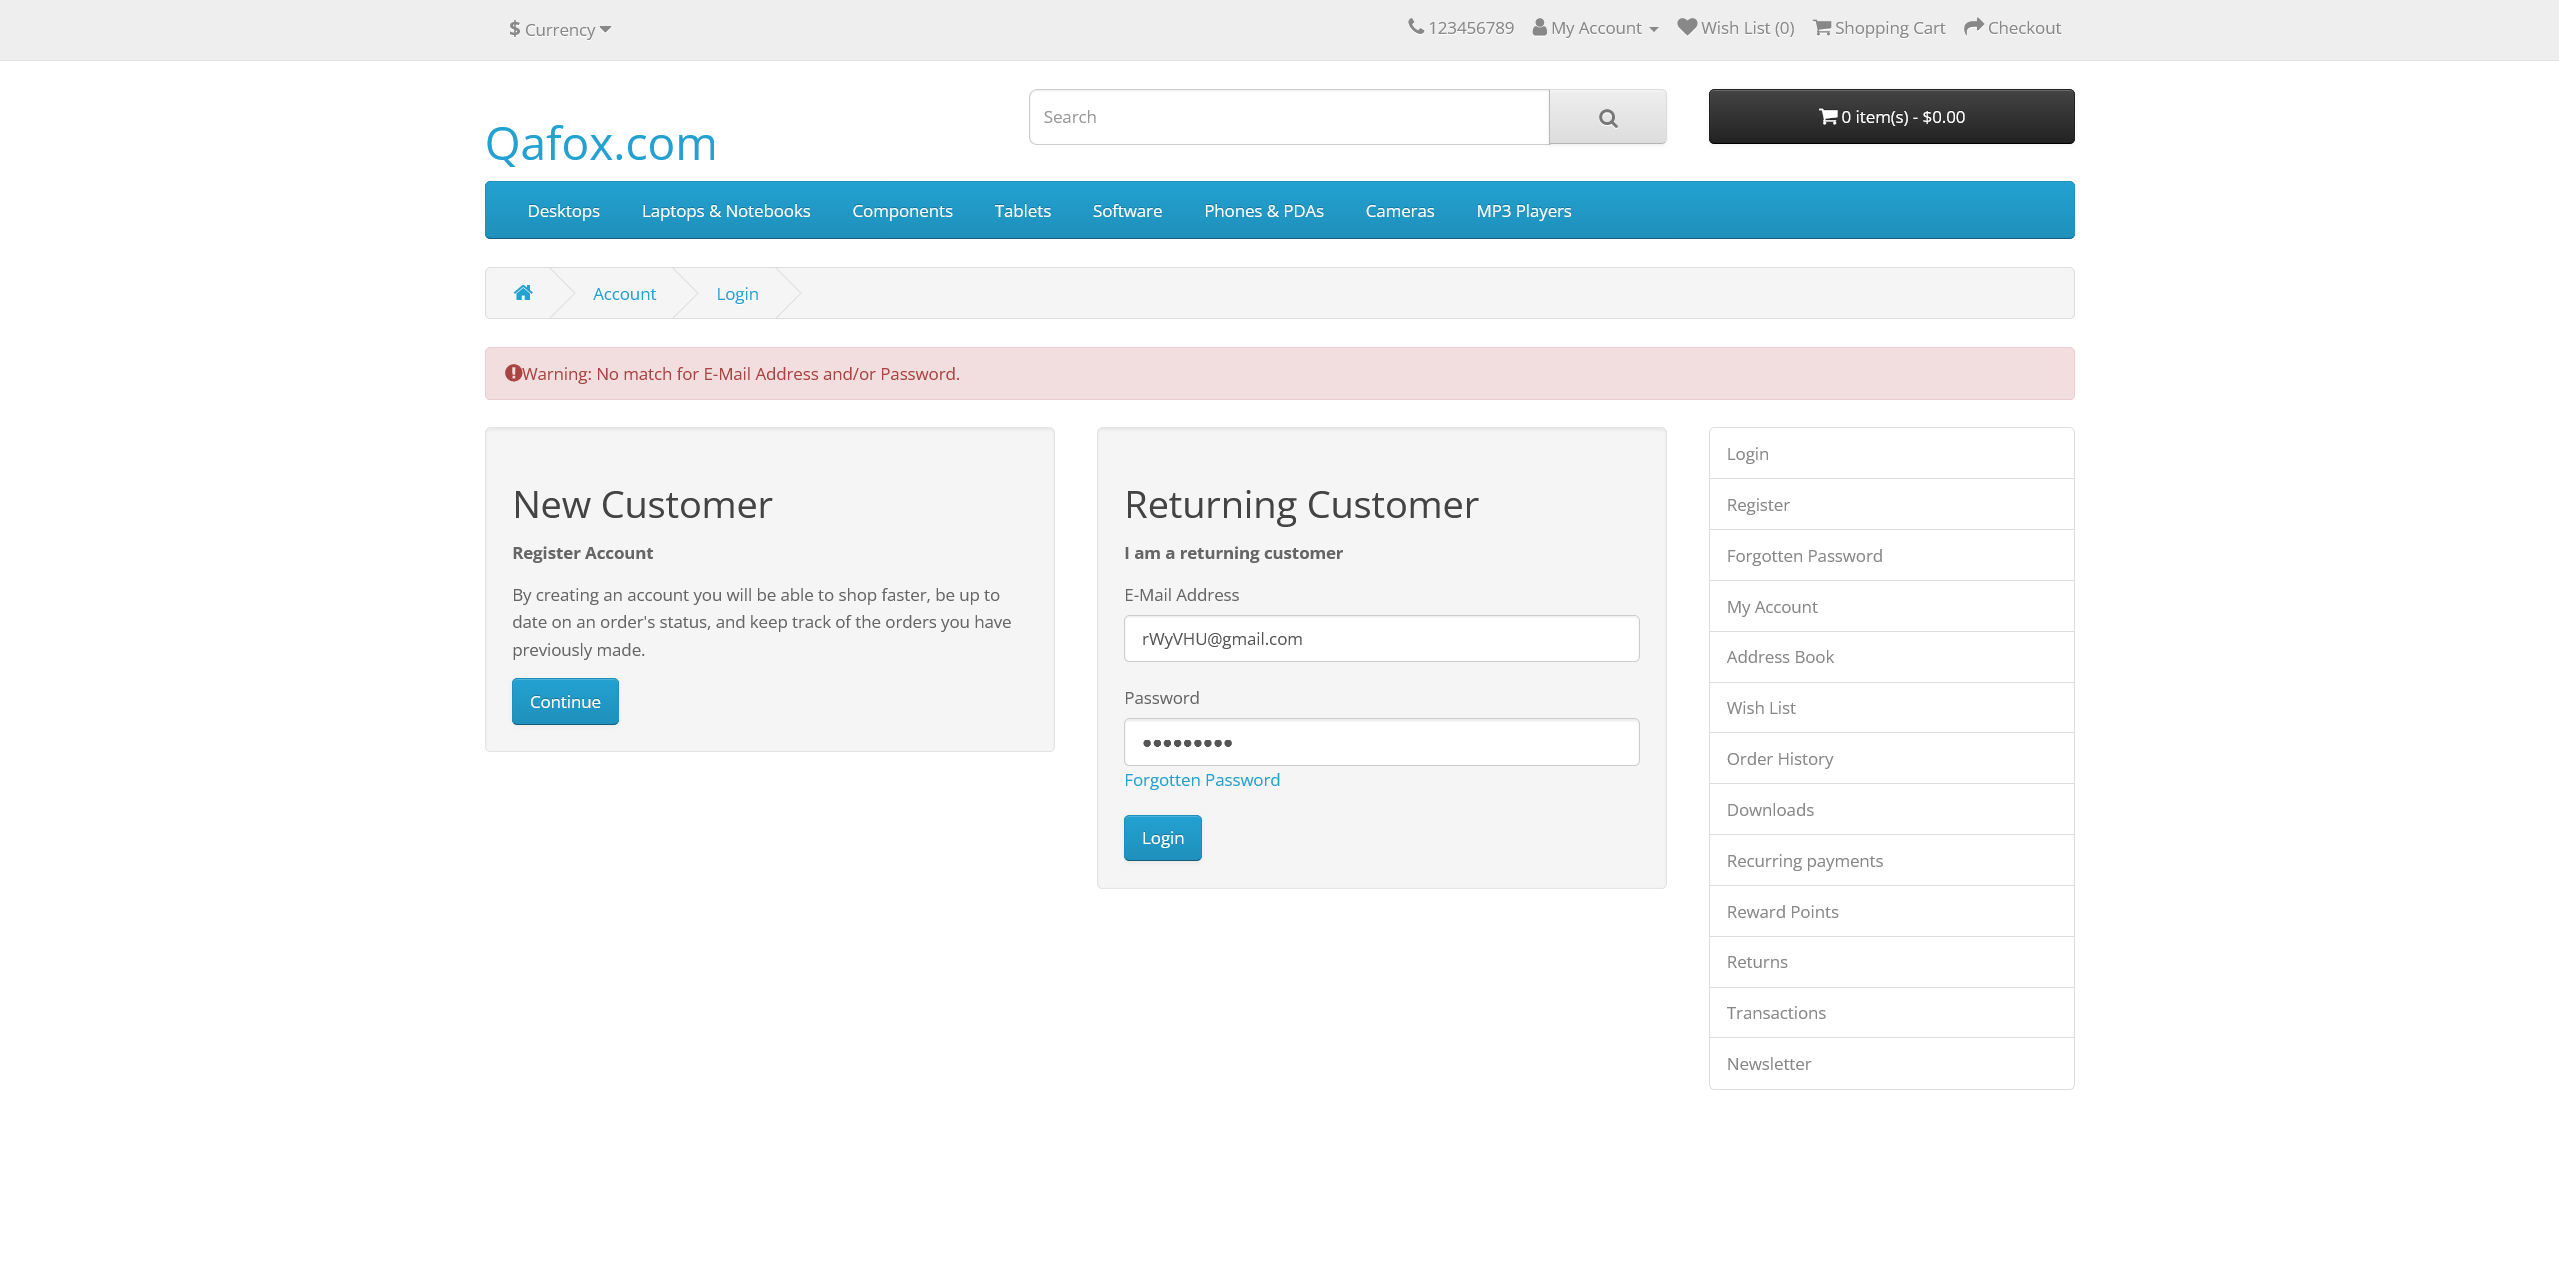 $ Currency
123456789 My Account Wish List (0) Shopping Cart Checkout
Qafox.com
Search
0 item(s) - $0.00
Desktops Laptops & Notebooks Components Tablets Software Phones & PDAs Cameras MP3 Players
Account Login
Warning: No match for E-Mail Address and/or Password.
New Customer
Register Account
By creating an account you will be able to shop faster, be up to
date on an order's status, and keep track of the orders you have
previously made.
Continue
Returning Customer
I am a returning customer
E-Mail Address
rWyVHU@gmail.com
Password
•••••••••
Forgotten Password
Login
Login
Register
Forgotten Password
My Account
Address Book
Wish List
Order History
Downloads
Recurring payments
Reward Points
Returns
Transactions
Newsletter